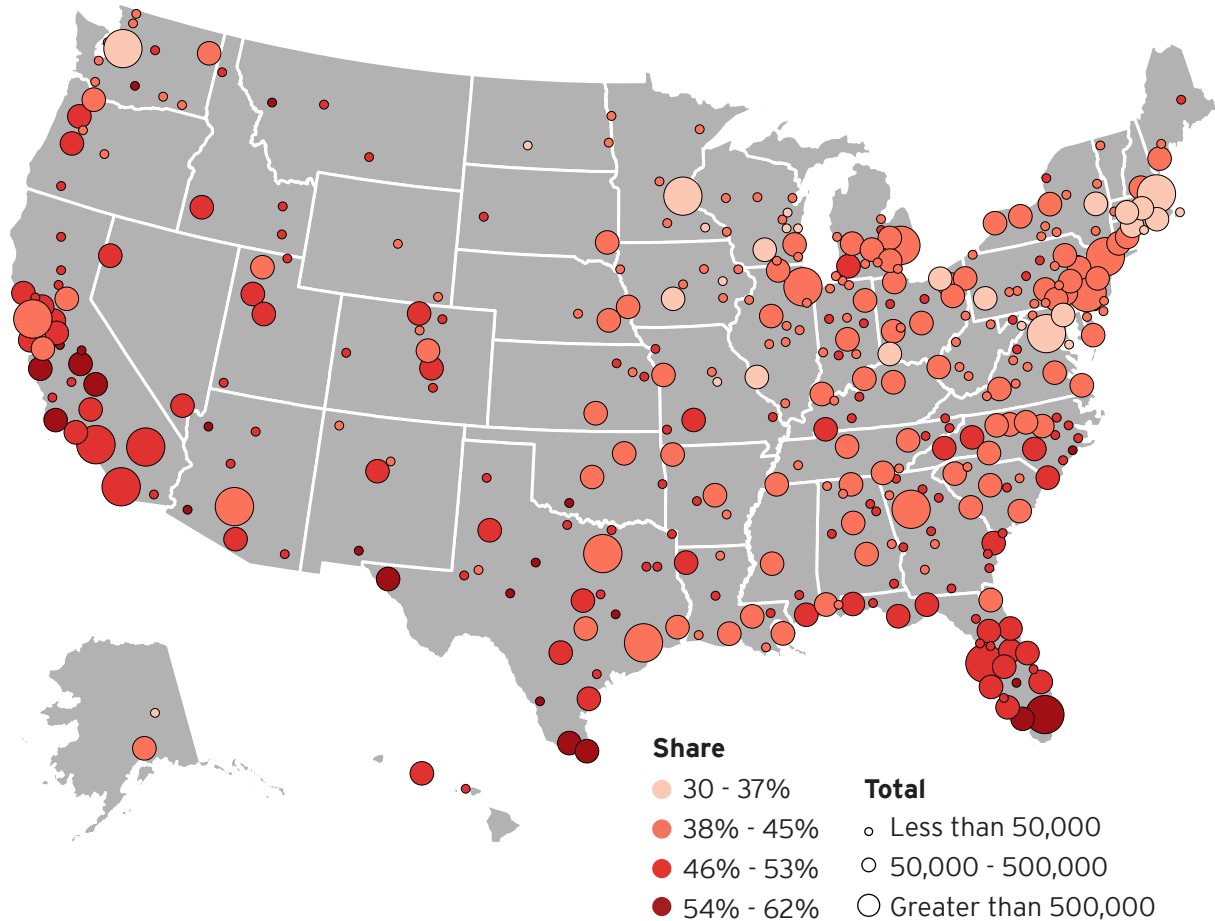 Share
30 - 37%
38% - 45%
46% - 53%
54% - 62%
Total
Less than 50,000
50,000 - 500,000
Greater than 500,000